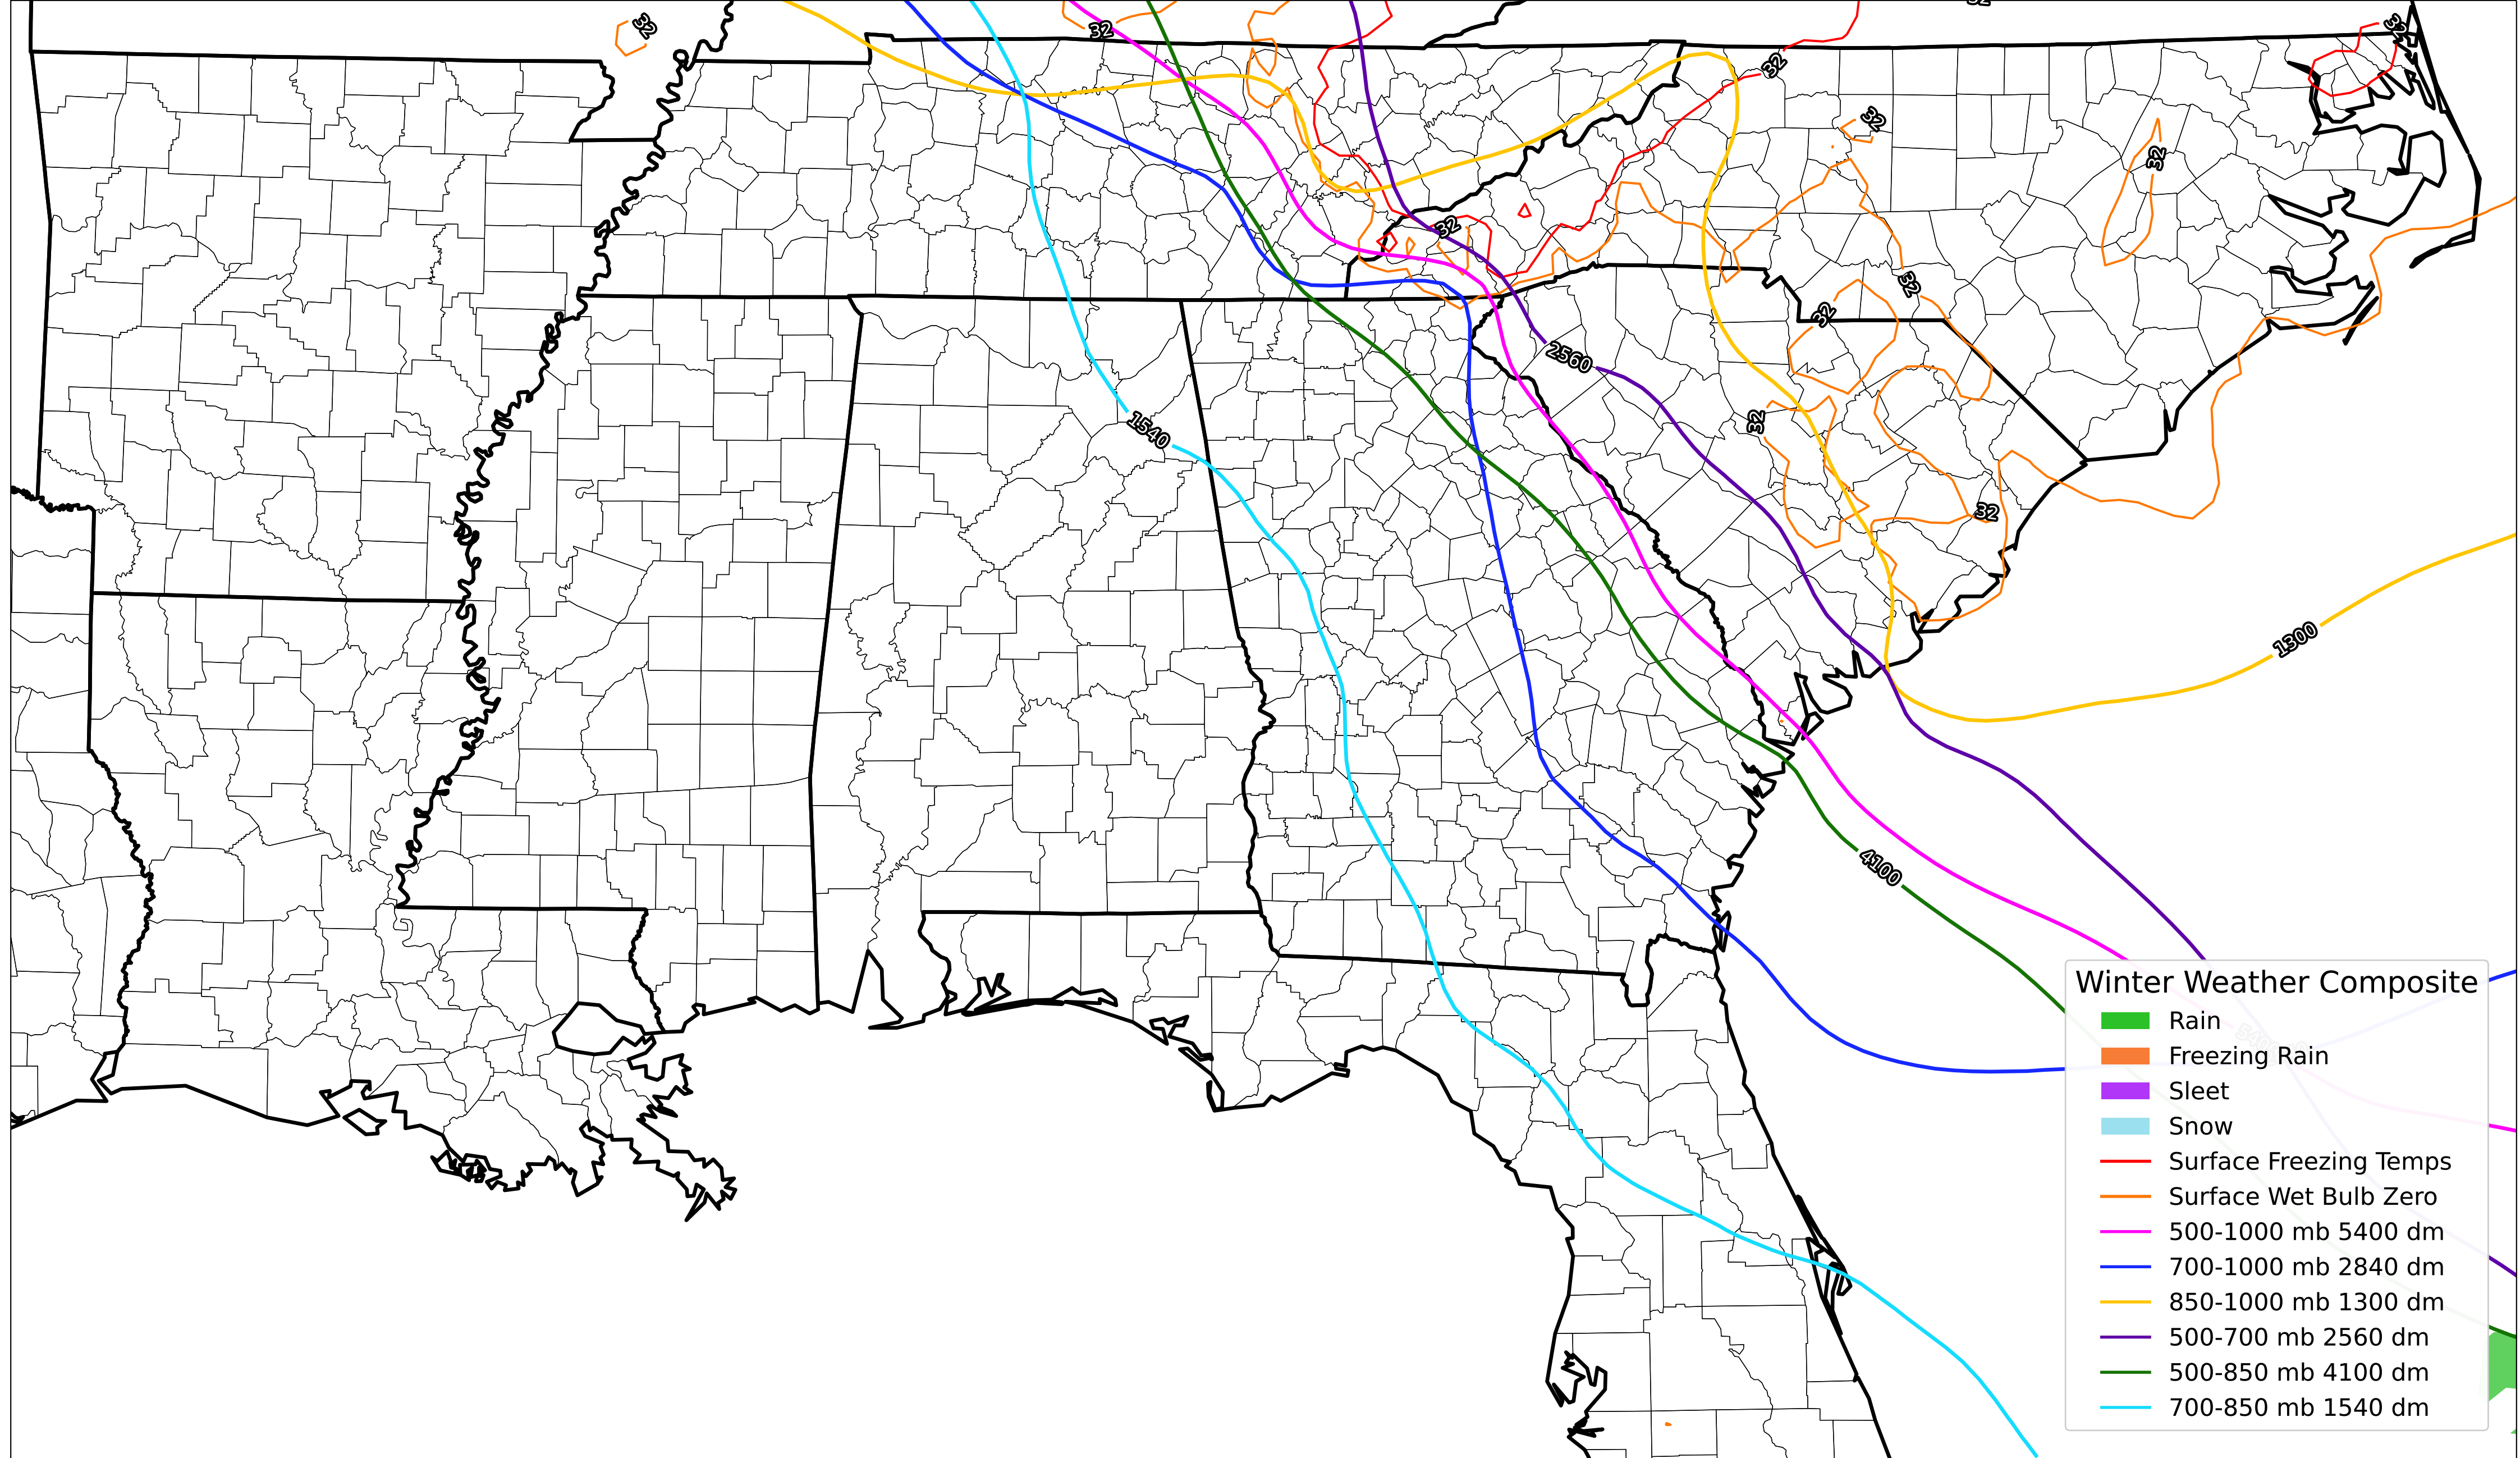 32
32
32
32
32
32
32
32
32
32
2560
32
1540
32
1300
4100
Winter Weather Composite
Rain
Freezing Rain
Sleet
Snow
Surface Freezing Temps
Surface Wet Bulb Zero
500-1000 mb 5400 dm
700-1000 mb 2840 dm
850-1000 mb 1300 dm
500-700 mb 2560 dm
500-850 mb 4100 dm
700-850 mb 1540 dm